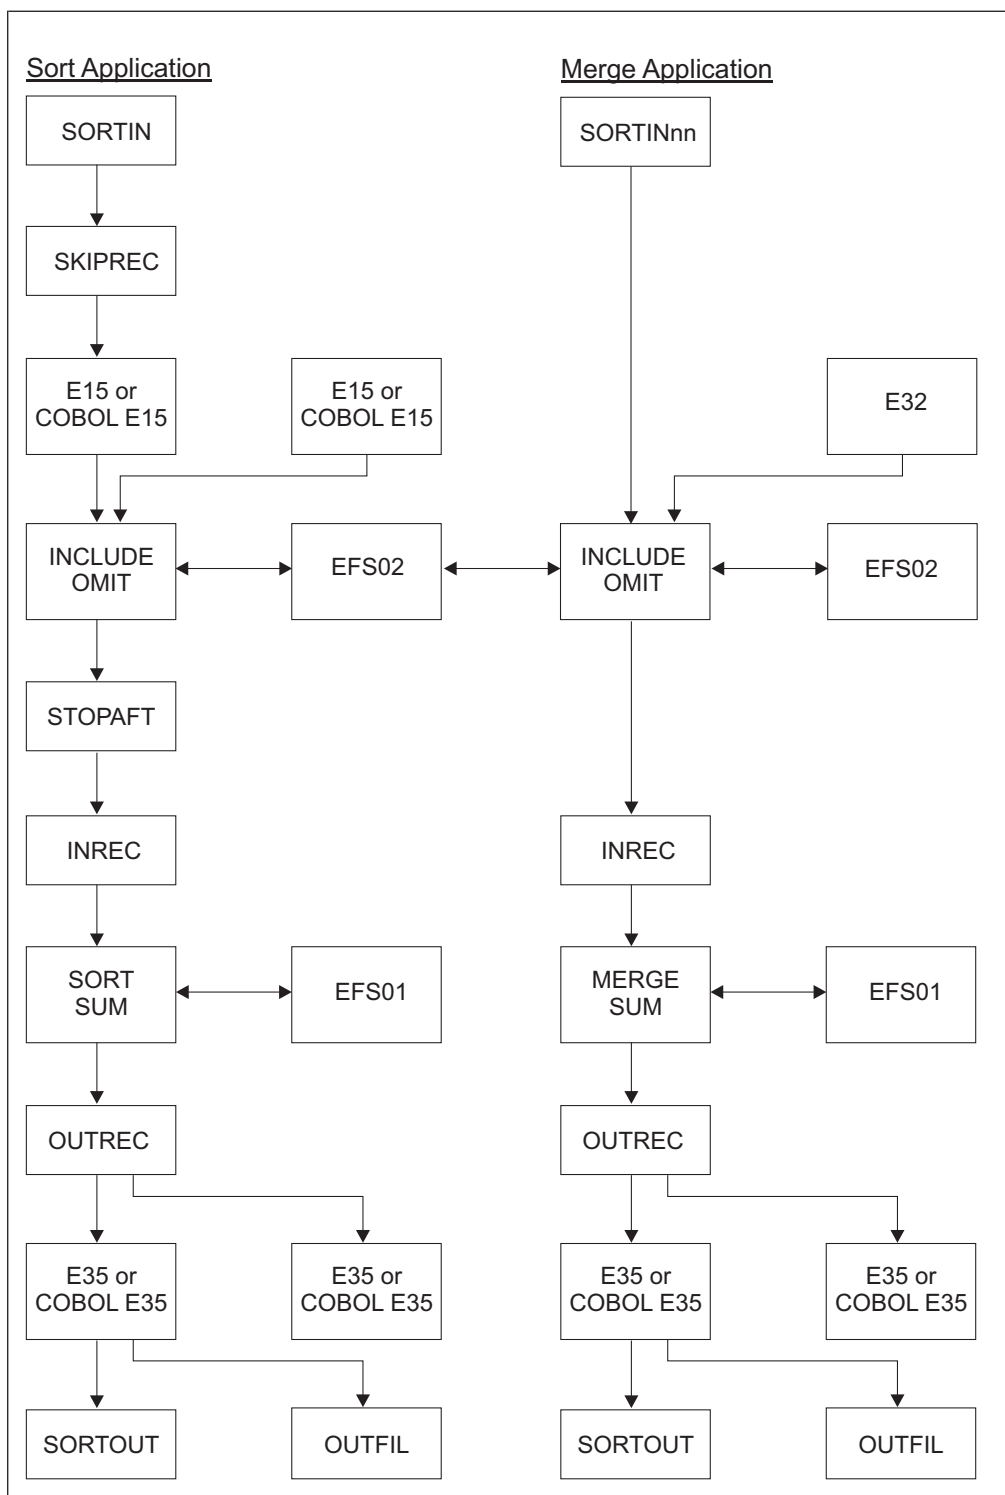 Sort Application
Merge Application
SORTIN
SORTINnn
SKIPREC
E15 or
COBOL E15
E15 or
COBOL E15
E32
INCLUDE
OMIT
EFS02
INCLUDE
OMIT
EFS02
STOPAFT
INREC
INREC
SORT
SUM
EFS01
MERGE
SUM
EFS01
OUTREC
OUTREC
E35 or
COBOL E35
E35 or
COBOL E35
E35 or
COBOL E35
E35 or
COBOL E35
SORTOUT
OUTFIL
SORTOUT
OUTFIL